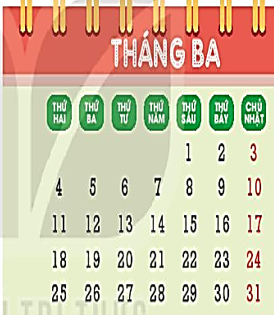 THÁNG BA
THỨ HAI THỨ BA THỨ TƯ THỨ NĂM THỨ SÁU THỨ BẢY CHỦ NHẬT
1 2 3
4 5 6 7 8 9 10
11 12 13 14 15 16 17
18 19 20 21 22 23 24
25 26 27 28 29 30 31